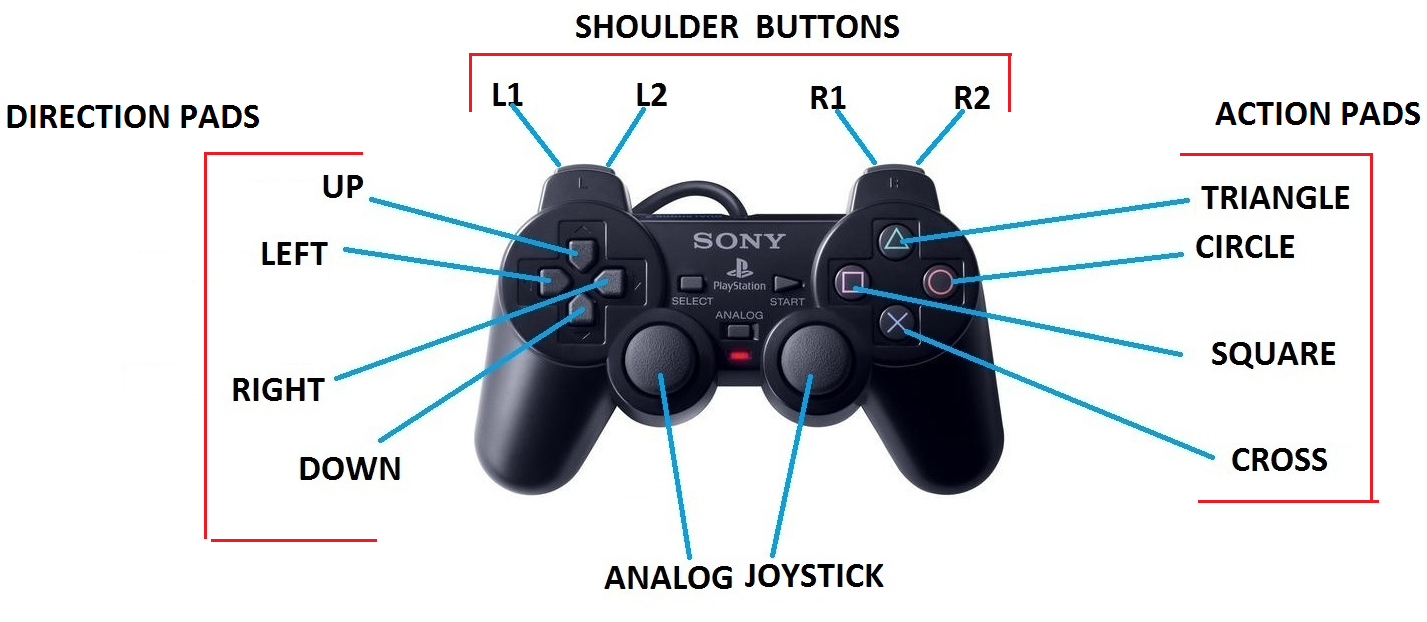 SHOULDER BUTTONS
L1 L2 R1 R2
DIRECTION PADS
ACTION PADS
UP
LEFT
RIGHT
DOWN
TRIANGLE
CIRCLE
SQUARE
CROSS
L
R
SONY
PlayStation
SELECT
START
ANALOG
ANALOG JOYSTICK